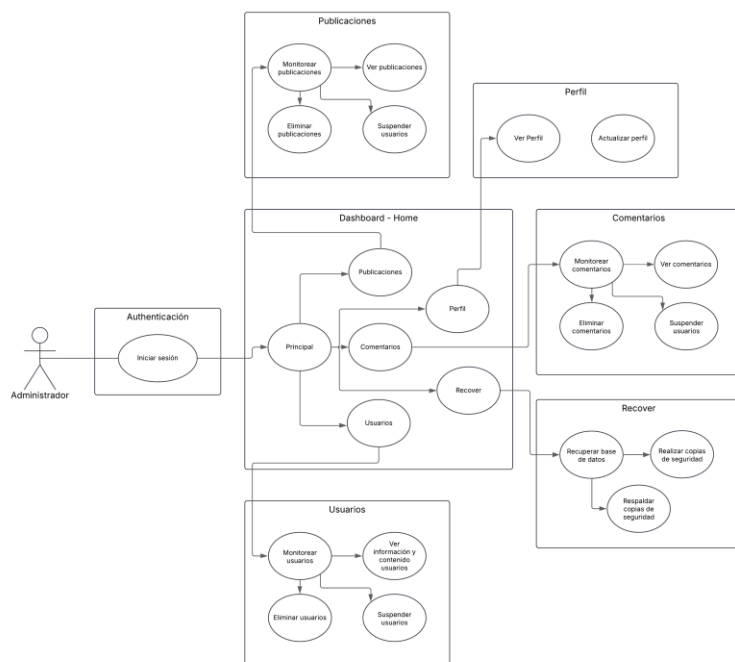 Publicaciones
Monitorear
publicaciones
Ver publicaciones
Eliminar
publicaciones
Suspender
usuarios
Perfil
Ver Perfil
Actualizar perfil
Dashboard - Home
Publicaciones
Perfil
Principal
Comentarios
Recover
Usuarios
Comentarios
Monitorear
comentarios
Ver comentarios
Eliminar
comentarios
Suspender
usuarios
Authenticación
Iniciar sesión
Administrador
Recover
Recuperar base
de datos
Realizar copias
de seguridad
Respaldar
copias de
seguridad
Usuarios
Monitorear
usuarios
Ver
información y
contenido
usuarios
Eliminar usuarios
Suspender
usuarios